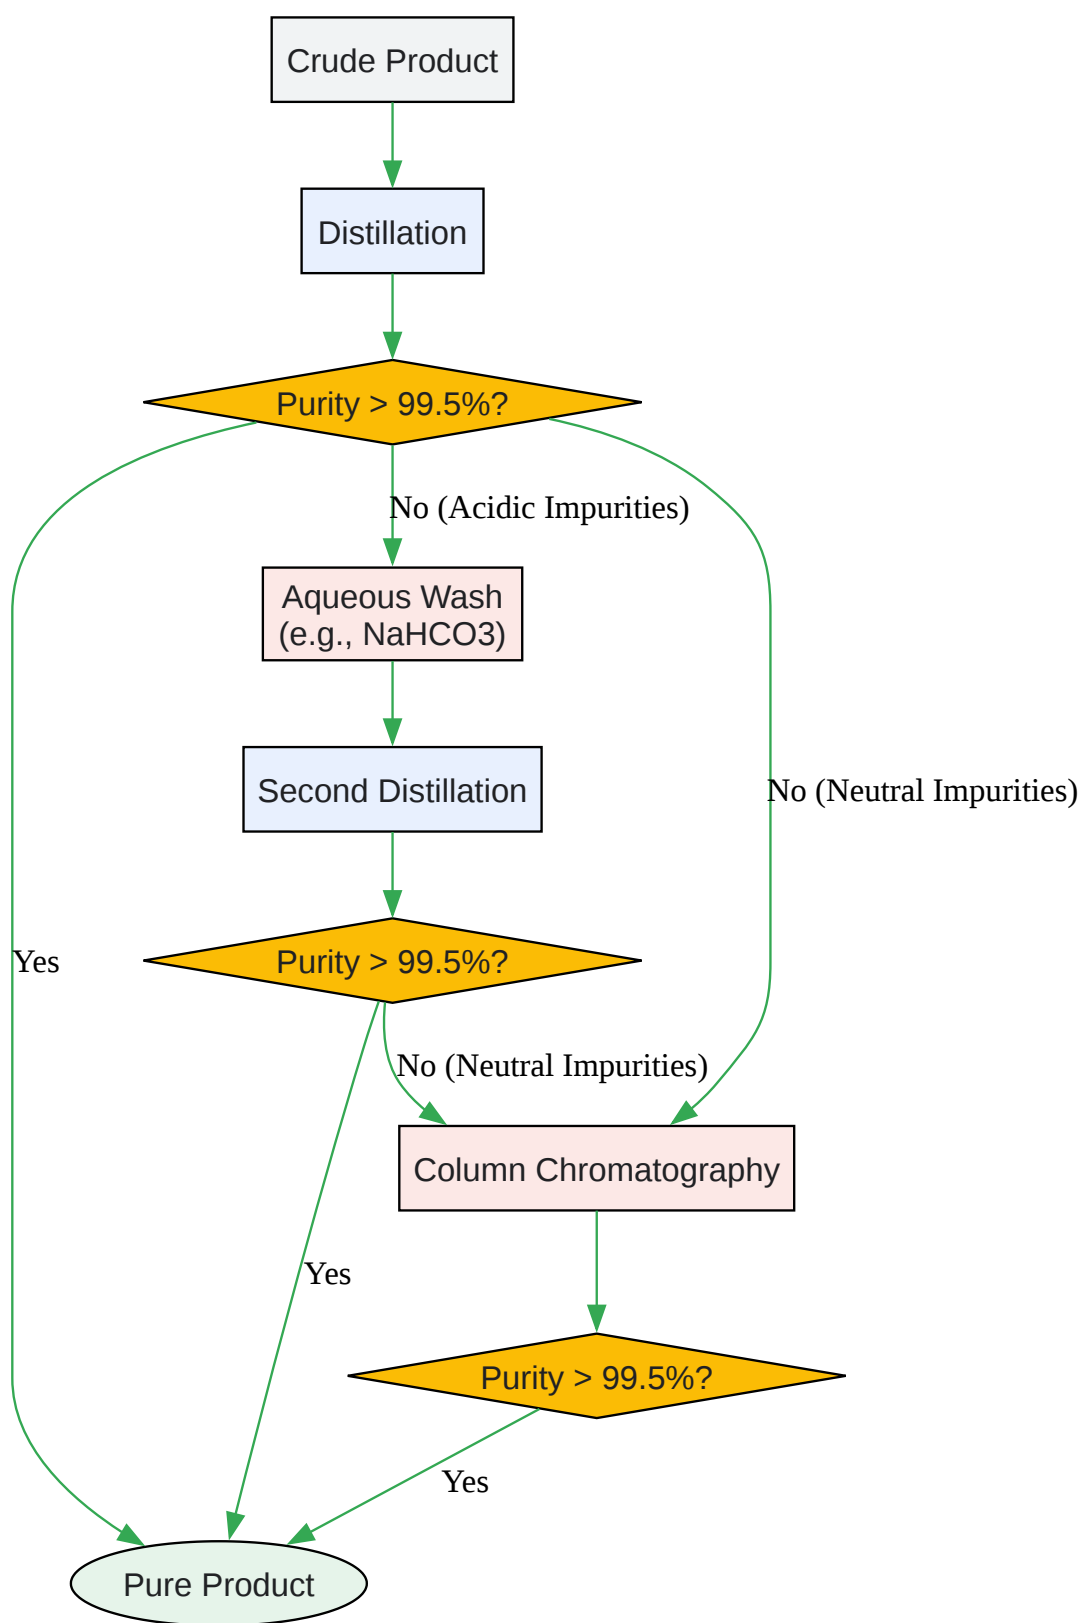 Crude Product
Distillation
Purity > 99.5%?
No (Acidic Impurities)
Aqueous Wash
(e.g., NaHCO3)
Second Distillation
No (Neutral Impurities)
Yes
Purity > 99.5%?
No (Neutral Impurities)
Column Chromatography
Yes
Purity > 99.5%?
Yes
Pure Product